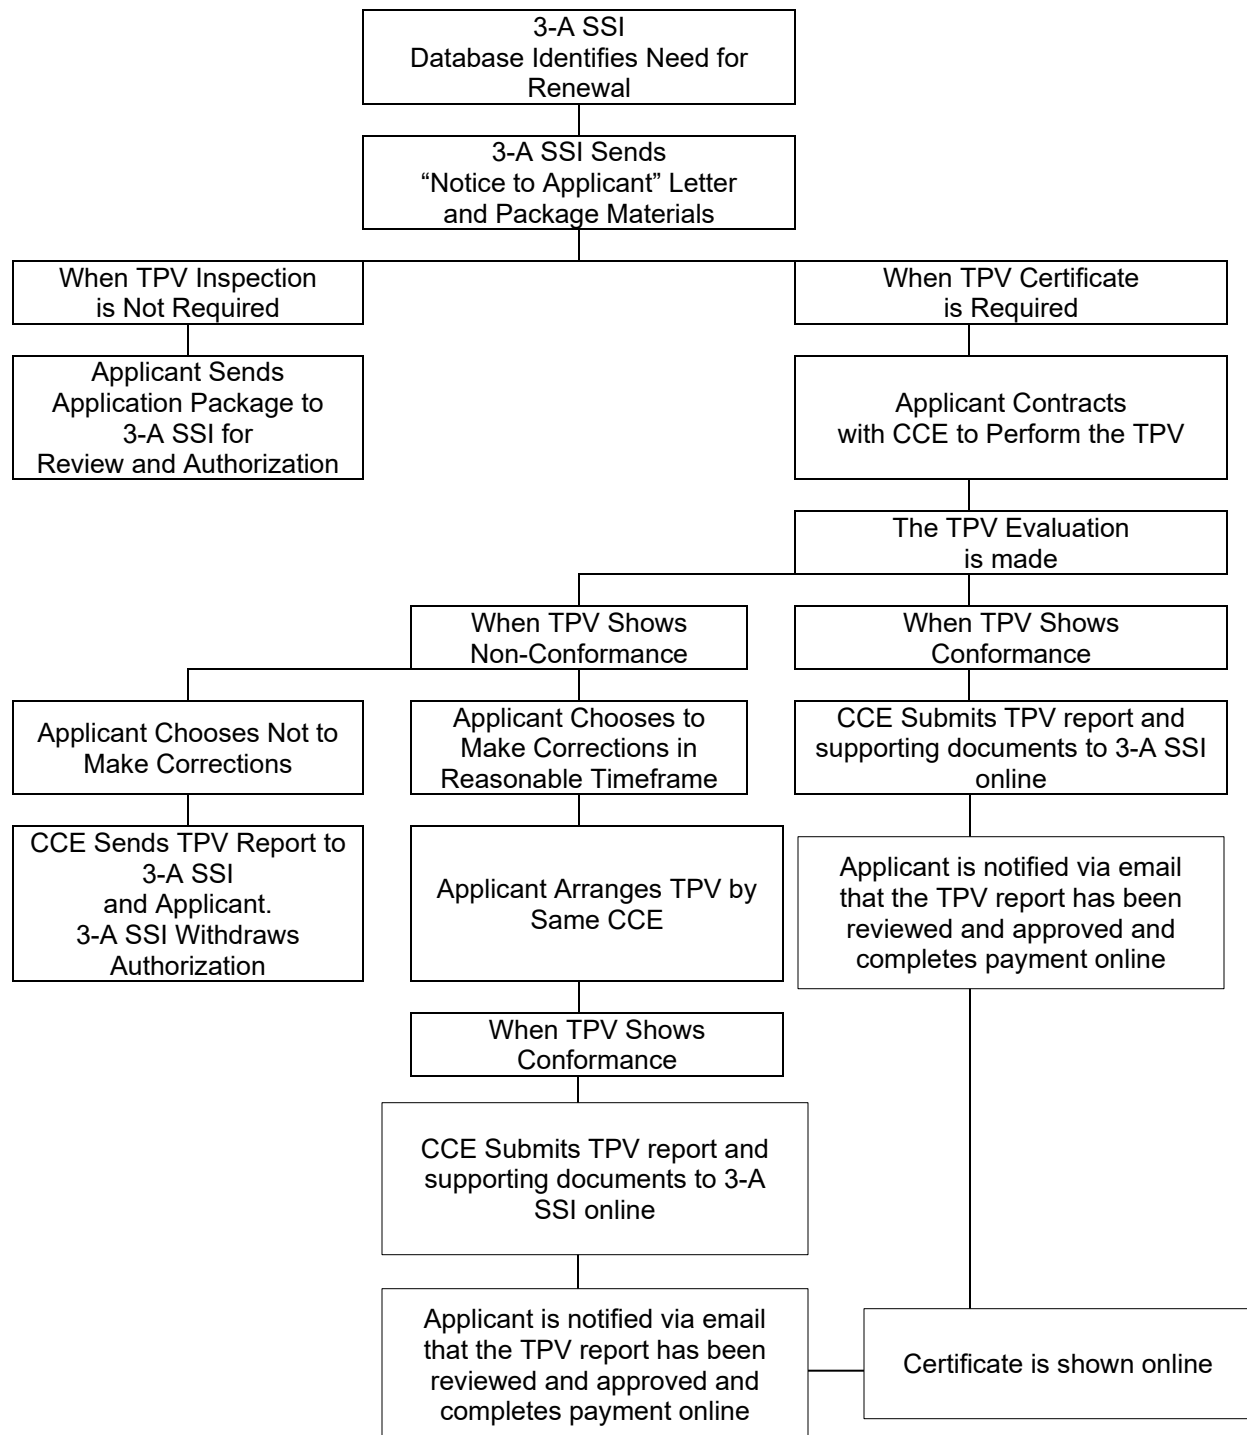 3-A SSI
Database Identifies Need for
Renewal
3-A SSI Sends
“Notice to Applicant” Letter
and Package Materials
When TPV Inspection
is Not Required
When TPV Certificate
is Required
Applicant Sends
Application Package to
3-A SSI for
Review and Authorization
Applicant Contracts
with CCE to Perform the TPV
The TPV Evaluation
is made
When TPV Shows
Non-Conformance
When TPV Shows
Conformance
Applicant Chooses Not to
Make Corrections
Applicant Chooses to
Make Corrections in
Reasonable Timeframe
CCE Submits TPV report and
supporting documents to 3-A SSI
online
CCE Sends TPV Report to
3-A SSI
and Applicant.
3-A SSI Withdraws
Authorization
Applicant Arranges TPV by
Same CCE
Applicant is notified via email
that the TPV report has been
reviewed and approved and
completes payment online
When TPV Shows
Conformance
CCE Submits TPV report and
supporting documents to 3-A
SSI online
Applicant is notified via email
that the TPV report has been
reviewed and approved and
completes payment online
Certificate is shown online